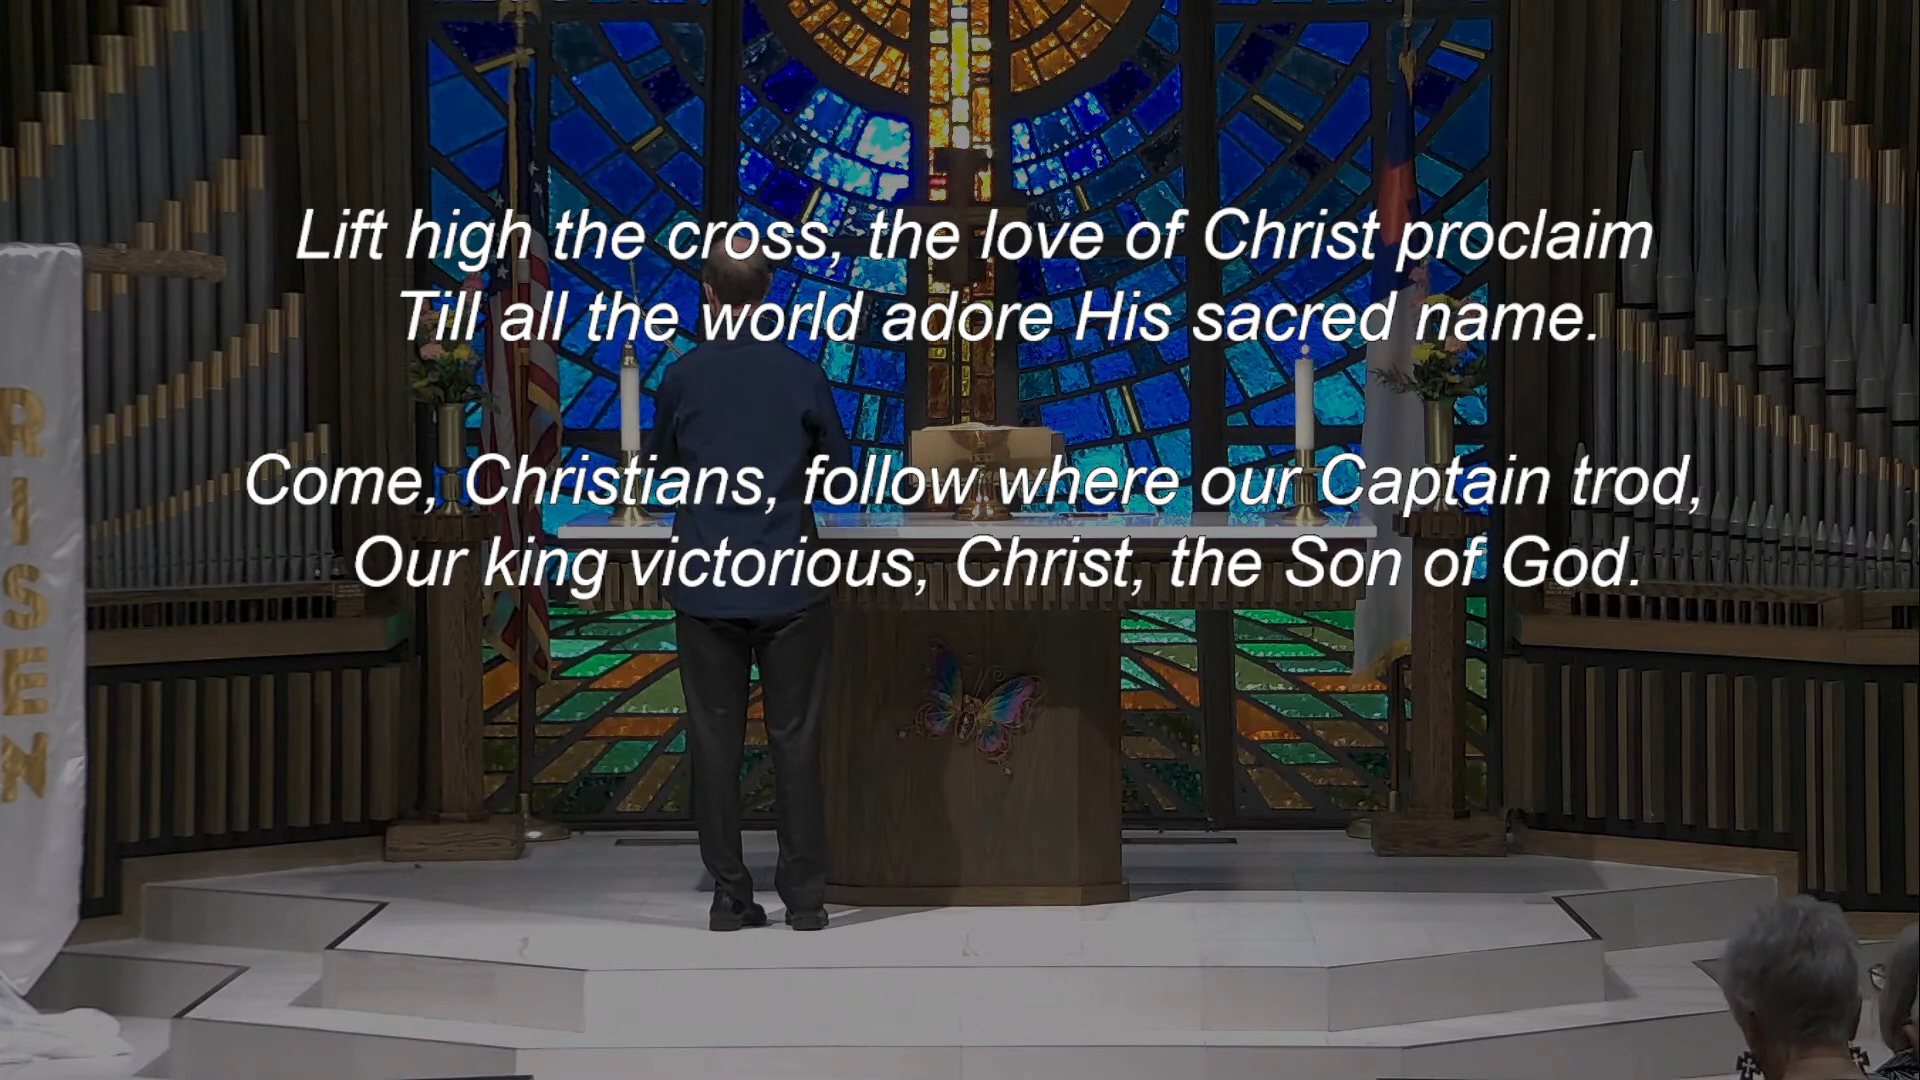 Lift high the cross, the love of Christ proclaim
Till all the world adore His sacred name.
Come, Christians, follow where our Captain trod,
Our king victorious, Christ, the Son of God.
RISEN